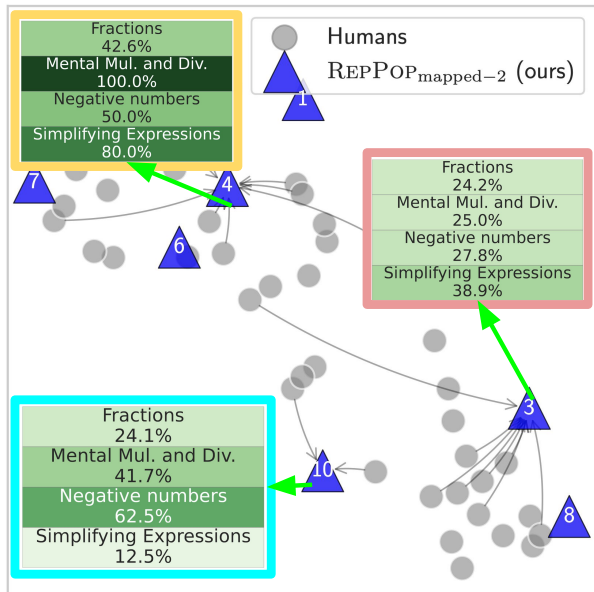 Fractions
42.6%
Mental Mul. and Div.
100.0%
Negative numbers
50.0%
Simplifying Expressions
80.0%
Humans
REPPOPmapped−2 (ours)
1
7
4
6
Fractions
24.2%
Mental Mul. and Div.
25.0%
Negative numbers
27.8%
Simplifying Expressions
38.9%
3
Fractions
24.1%
Mental Mul. and Div.
41.7%
Negative numbers
62.5%
Simplifying Expressions
12.5%
10
8